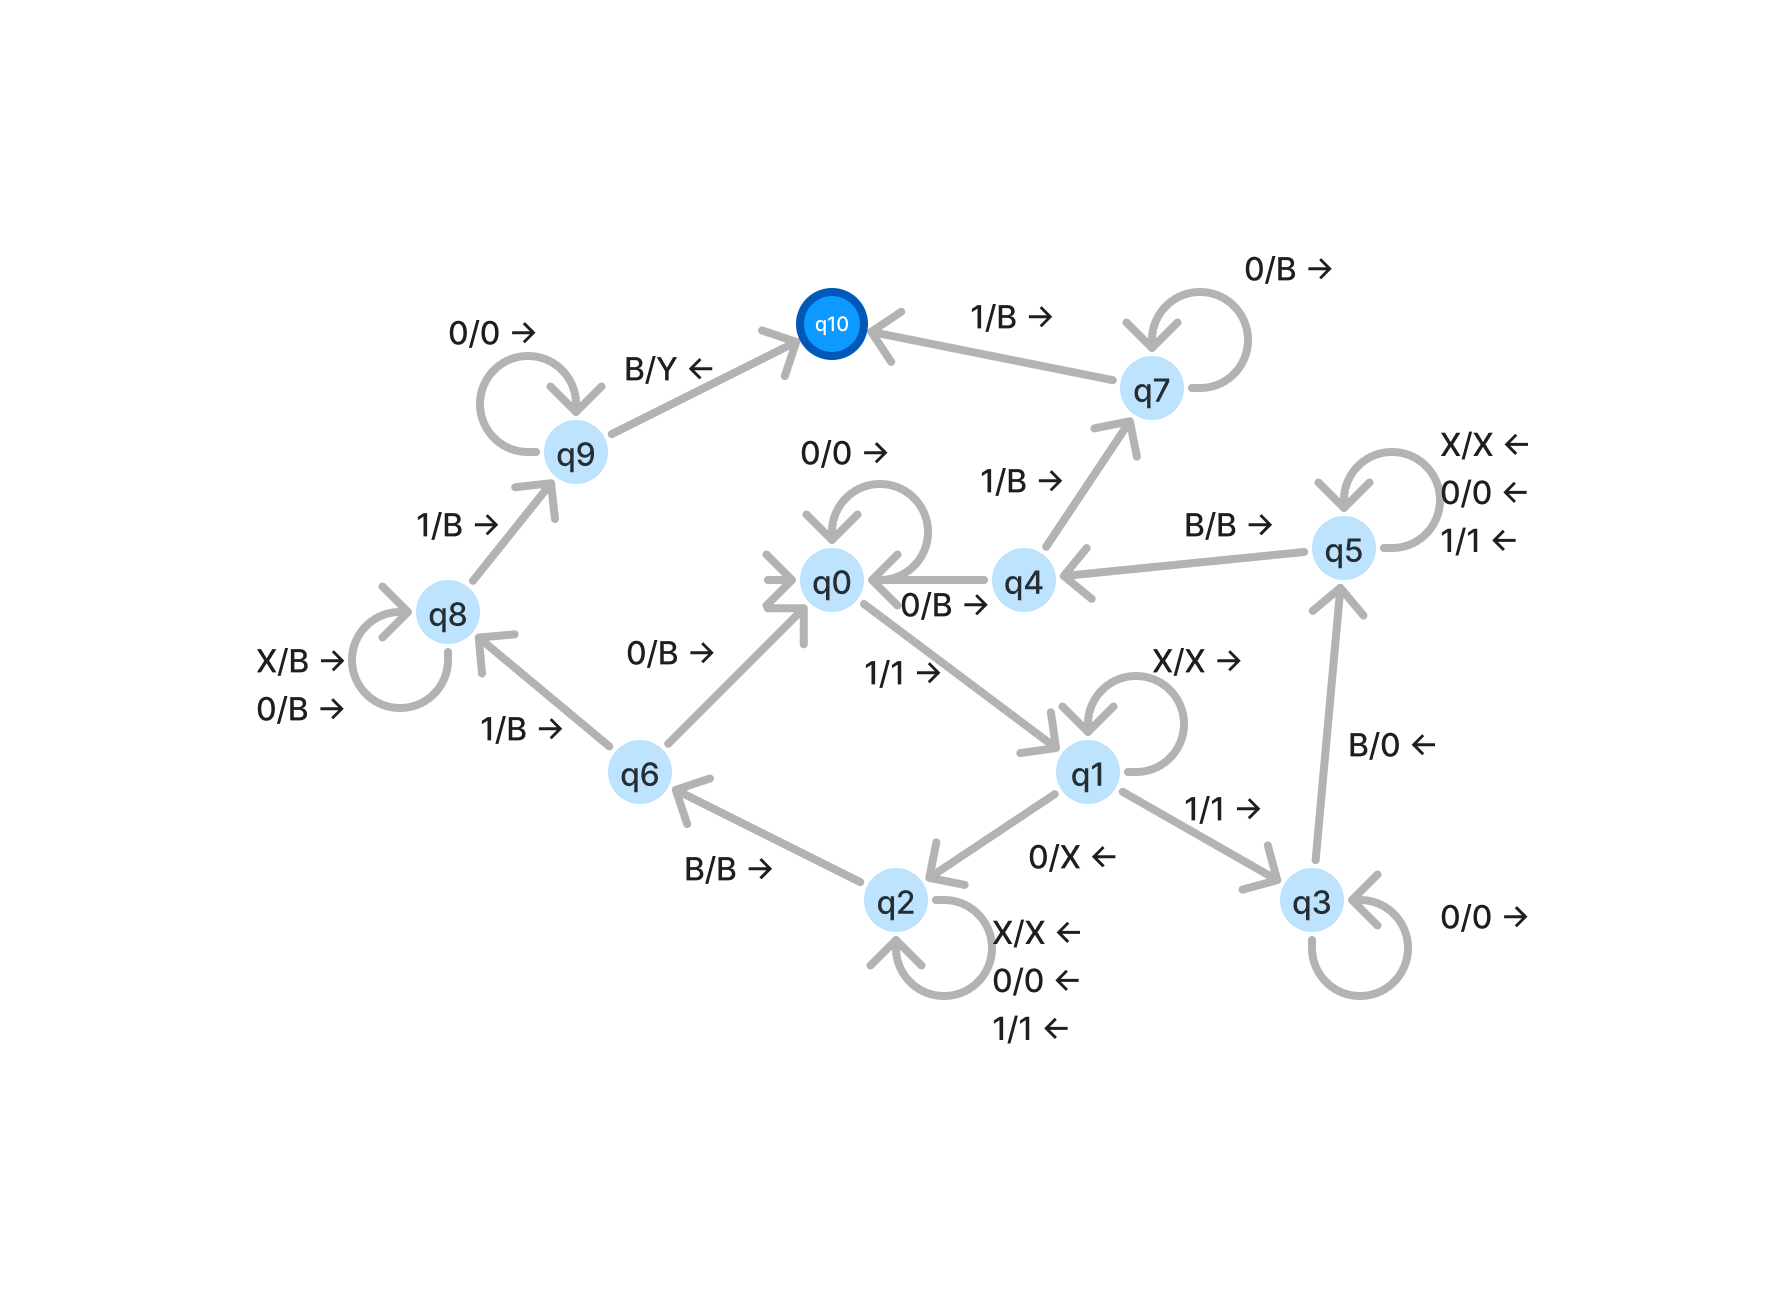 0/B →
q10
1/B →
0/0 →
B/Y ←
q7
q9
0/0 →
X/X ←
0/0 ←
1/1 ←
1/B →
1/B →
B/B →
q5
q0
q4
0/B →
q8
X/B →
0/B →
0/B →
1/1 →
X/X →
1/B →
q6
q1
B/0 ←
1/1 →
B/B →
0/X ←
q2
q3
0/0 →
X/X ←
0/0 ←
1/1 ←